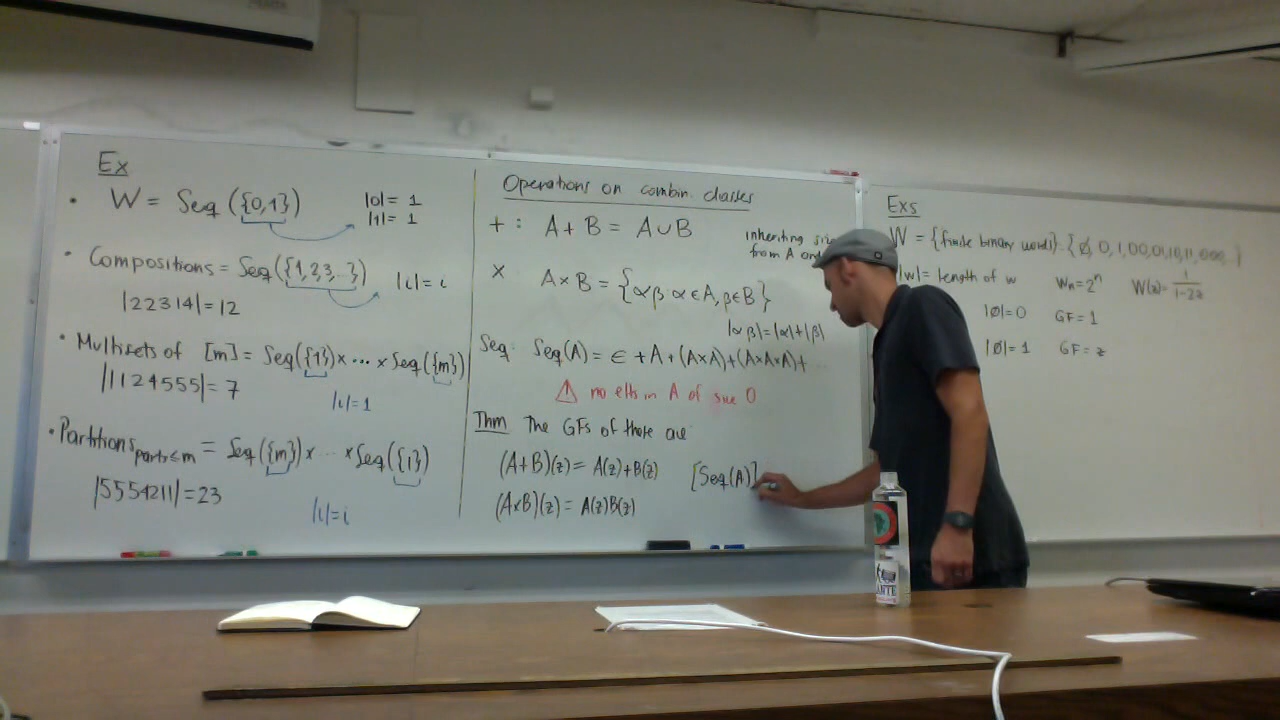 Ex
• W = Seq ({0,1})
|0| = 1
|1| = 1
• Compositions = Seq({1,2,3,...})
|i| = i
|22314| = 12
• Multisets of [m] = Seq({1})×...×Seq({m})
|1124555| = 7
|i| = 1
• Partitions parts≤m = Seq({m})×...×Seq({1})
|5554211| = 23
|i| = i
Operations on combin. classes
+ : A + B = A ∪ B
inheriting size
from A and
× A × B = {αβ: α∈A, β∈B}
|αβ| = |α| + |β|
Seq: Seq(A) = ϵ + A + (A×A) + (A×A×A) + ...
⚠ no elts in A of size 0
Thm The GFs of those are
(A+B)(z) = A(z)+B(z)
[Seq(A)]
(A×B)(z) = A(z)B(z)
Exs
W = {finite binary words} = {ϕ, 0, 1, 00, 01, 10, 11, 000, ...}
|w| = length of w
Wn = 2^n
W(z) = 1/(1-2z)
|ϕ| = 0 GF = 1
|ϕ| = 1 GF = z